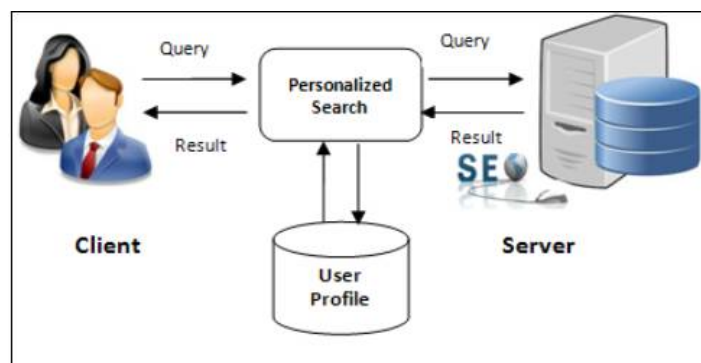 Query
Query
Personalized
Search
Result
Result
SEO
Client
Server
User
Profile